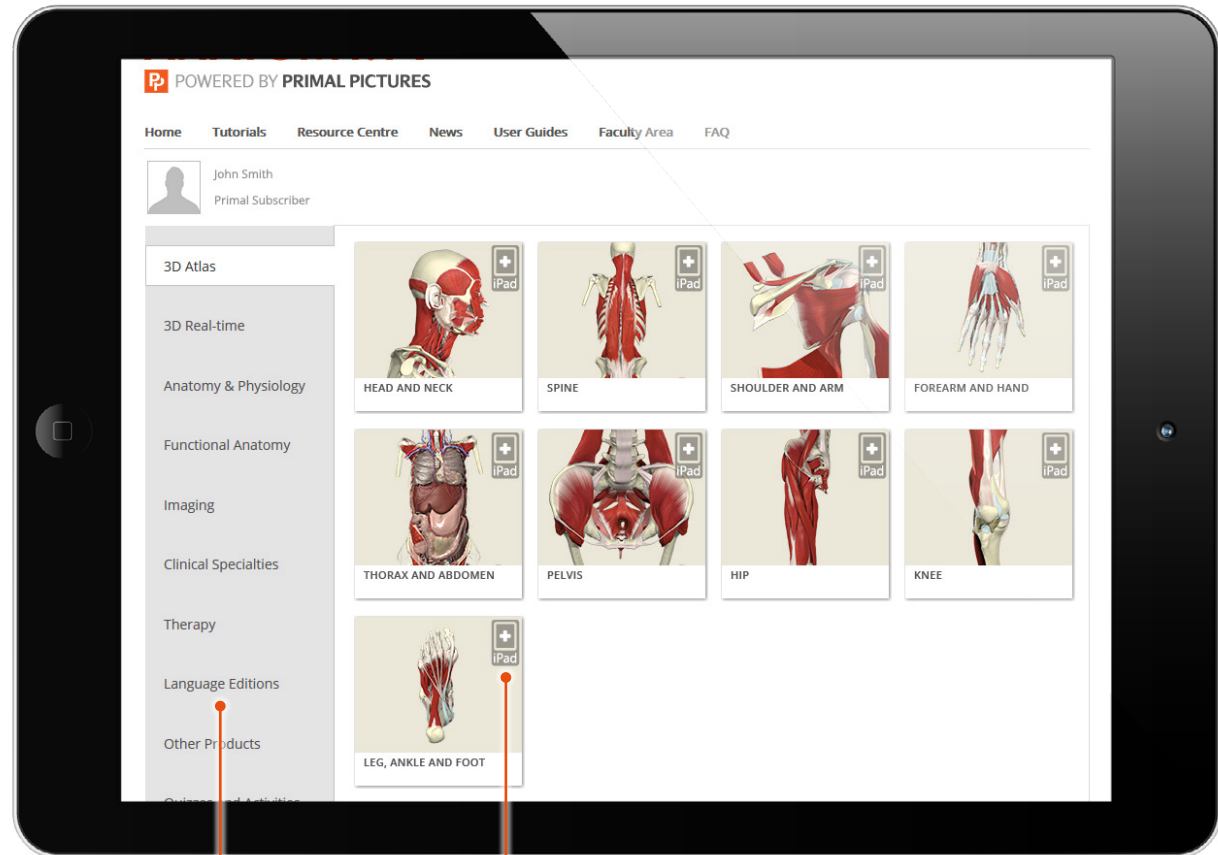 POWERED BY PRIMAL PICTURES
Home Tutorials Resource Centre News User Guides Faculty Area FAQ
John Smith
Primal Subscriber
3D Atlas
3D Real-time
Anatomy & Physiology
Functional Anatomy
Imaging
Clinical Specialties
Therapy
Language Editions
Other Products
iPad
HEAD AND NECK
iPad
SPINE
iPad
SHOULDER AND ARM
iPad
FOREARM AND HAND
iPad
THORAX AND ABDOMEN
iPad
PELVIS
iPad
HIP
iPad
KNEE
iPad
LEG, ANKLE AND FOOT